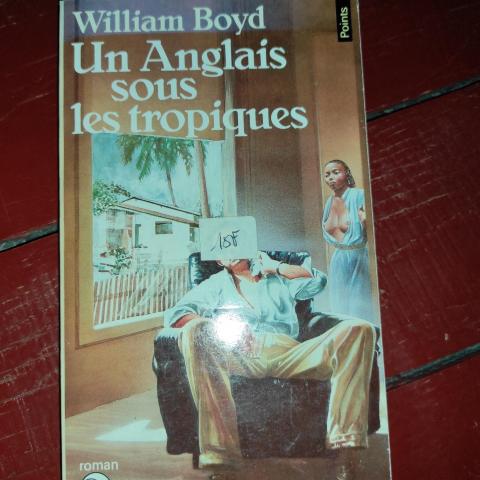 William Boyd
Points
Un Anglais
sous
les tropiques
15F
roman